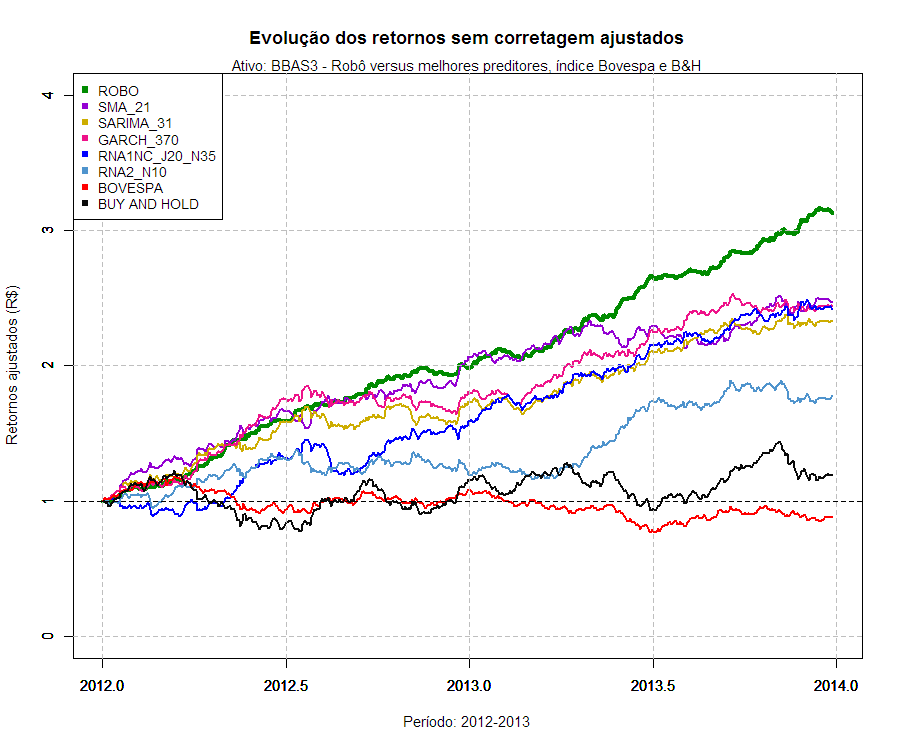 Evolução dos retornos sem corretagem ajustados
Ativo: BBAS3 - Robô versus melhores preditores, índice Bovespa e B&H
ROBO
SMA_21
SARIMA_31
GARCH_370
RNA1NC_J20_N35
RNA2_N10
BOVESPA
BUY AND HOLD
Retornos ajustados (R$)
4
3
2
1
0
2012.0
2012.5
2013.0
2013.5
2014.0
Período: 2012-2013